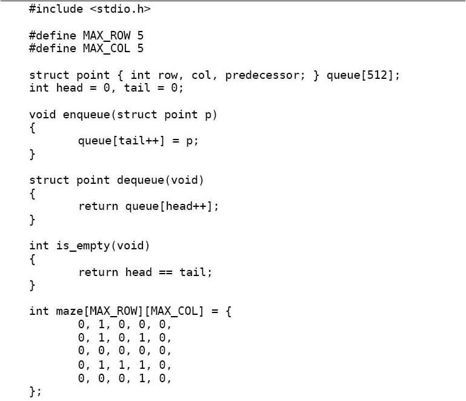 #include <stdio.h>
#define MAX_ROW 5
#define MAX_COL 5
struct point { int row, col, predecessor; } queue[512];
int head = 0, tail = 0;
void enqueue(struct point p)
{
queue[tail++] = p;
}
struct point dequeue(void)
{
return queue[head++];
}
int is_empty(void)
{
return head == tail;
}
int maze[MAX_ROW][MAX_COL] = {
0, 1, 0, 0, 0,
0, 1, 0, 1, 0,
0, 0, 0, 0, 0,
0, 1, 1, 1, 0,
0, 0, 0, 1, 0,
};